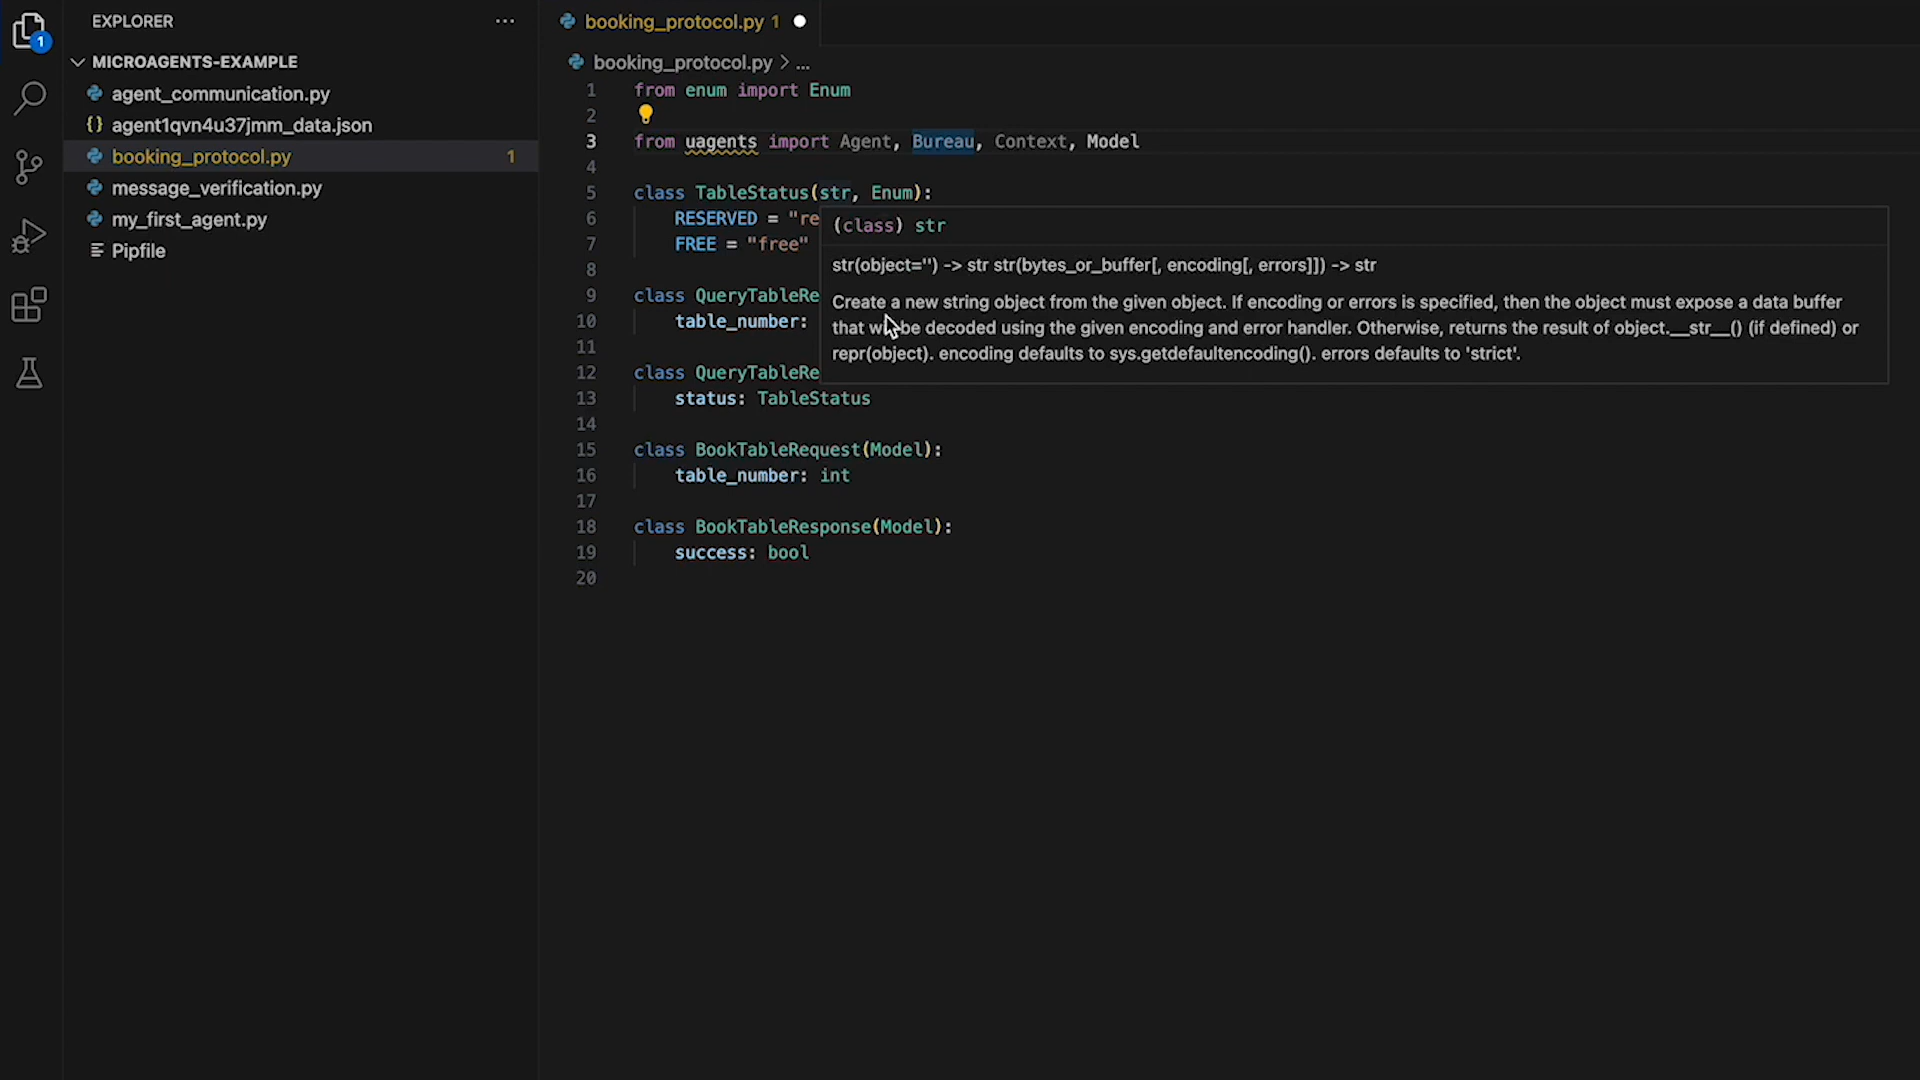 EXPLORER
1
MICROAGENTS-EXAMPLE
agent_communication.py
{} agent1qvn4u37jmm_data.json
booking_protocol.py 1
message_verification.py
my_first_agent.py
Pipfile
booking_protocol.py 1
booking_protocol.py > ...
1 from enum import Enum
2
3 from uagents import Agent, Bureau, Context, Model
4
5 class TableStatus(str, Enum):
6 RESERVED = "re
7 FREE = "free"
8
9 class QueryTableRe
10 table_number:
11
12 class QueryTableRe
13 status: TableStatus
14
15 class BookTableRequest(Model):
16 table_number: int
17
18 class BookTableResponse(Model):
19 success: bool
20
(class) str
str(object='') -> str str(bytes_or_buffer[, encoding[, errors]]) -> str
Create a new string object from the given object. If encoding or errors is specified, then the object must expose a data buffer
that be decoded using the given encoding and error handler. Otherwise, returns the result of object.__str__() (if defined) or
repr(object). encoding defaults to sys.getdefaultencoding(). errors defaults to 'strict'.